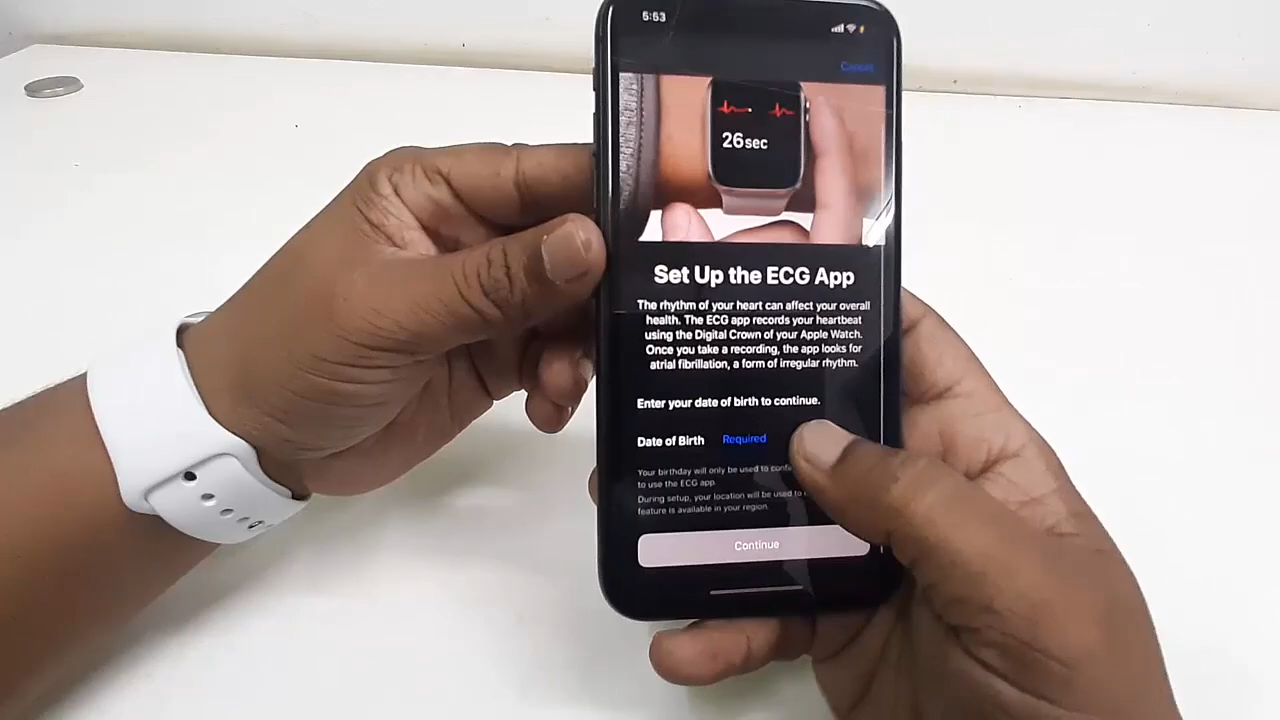 5:53
Cancel
26sec
Set Up the ECG App
The rhythm of your heart can affect your overall
health. The ECG app records your heartbeat
using the Digital Crown of your Apple Watch.
Once you take a recording, the app looks for
atrial fibrillation, a form of irregular rhythm.
Enter your date of birth to continue.
Date of Birth Required
Your birthday will only be used to
to use the ECG app.
During setup, your location will be used to
feature is available in your region.
Continue